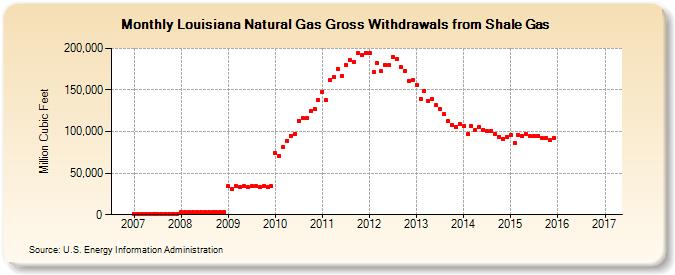 Monthly Louisiana Natural Gas Gross Withdrawals from Shale Gas
Million Cubic Feet
200,000
150,000
100,000
50,000
0
2007 2008 2009 2010 2011 2012 2013 2014 2015 2016 2017
Source: U.S. Energy Information Administration